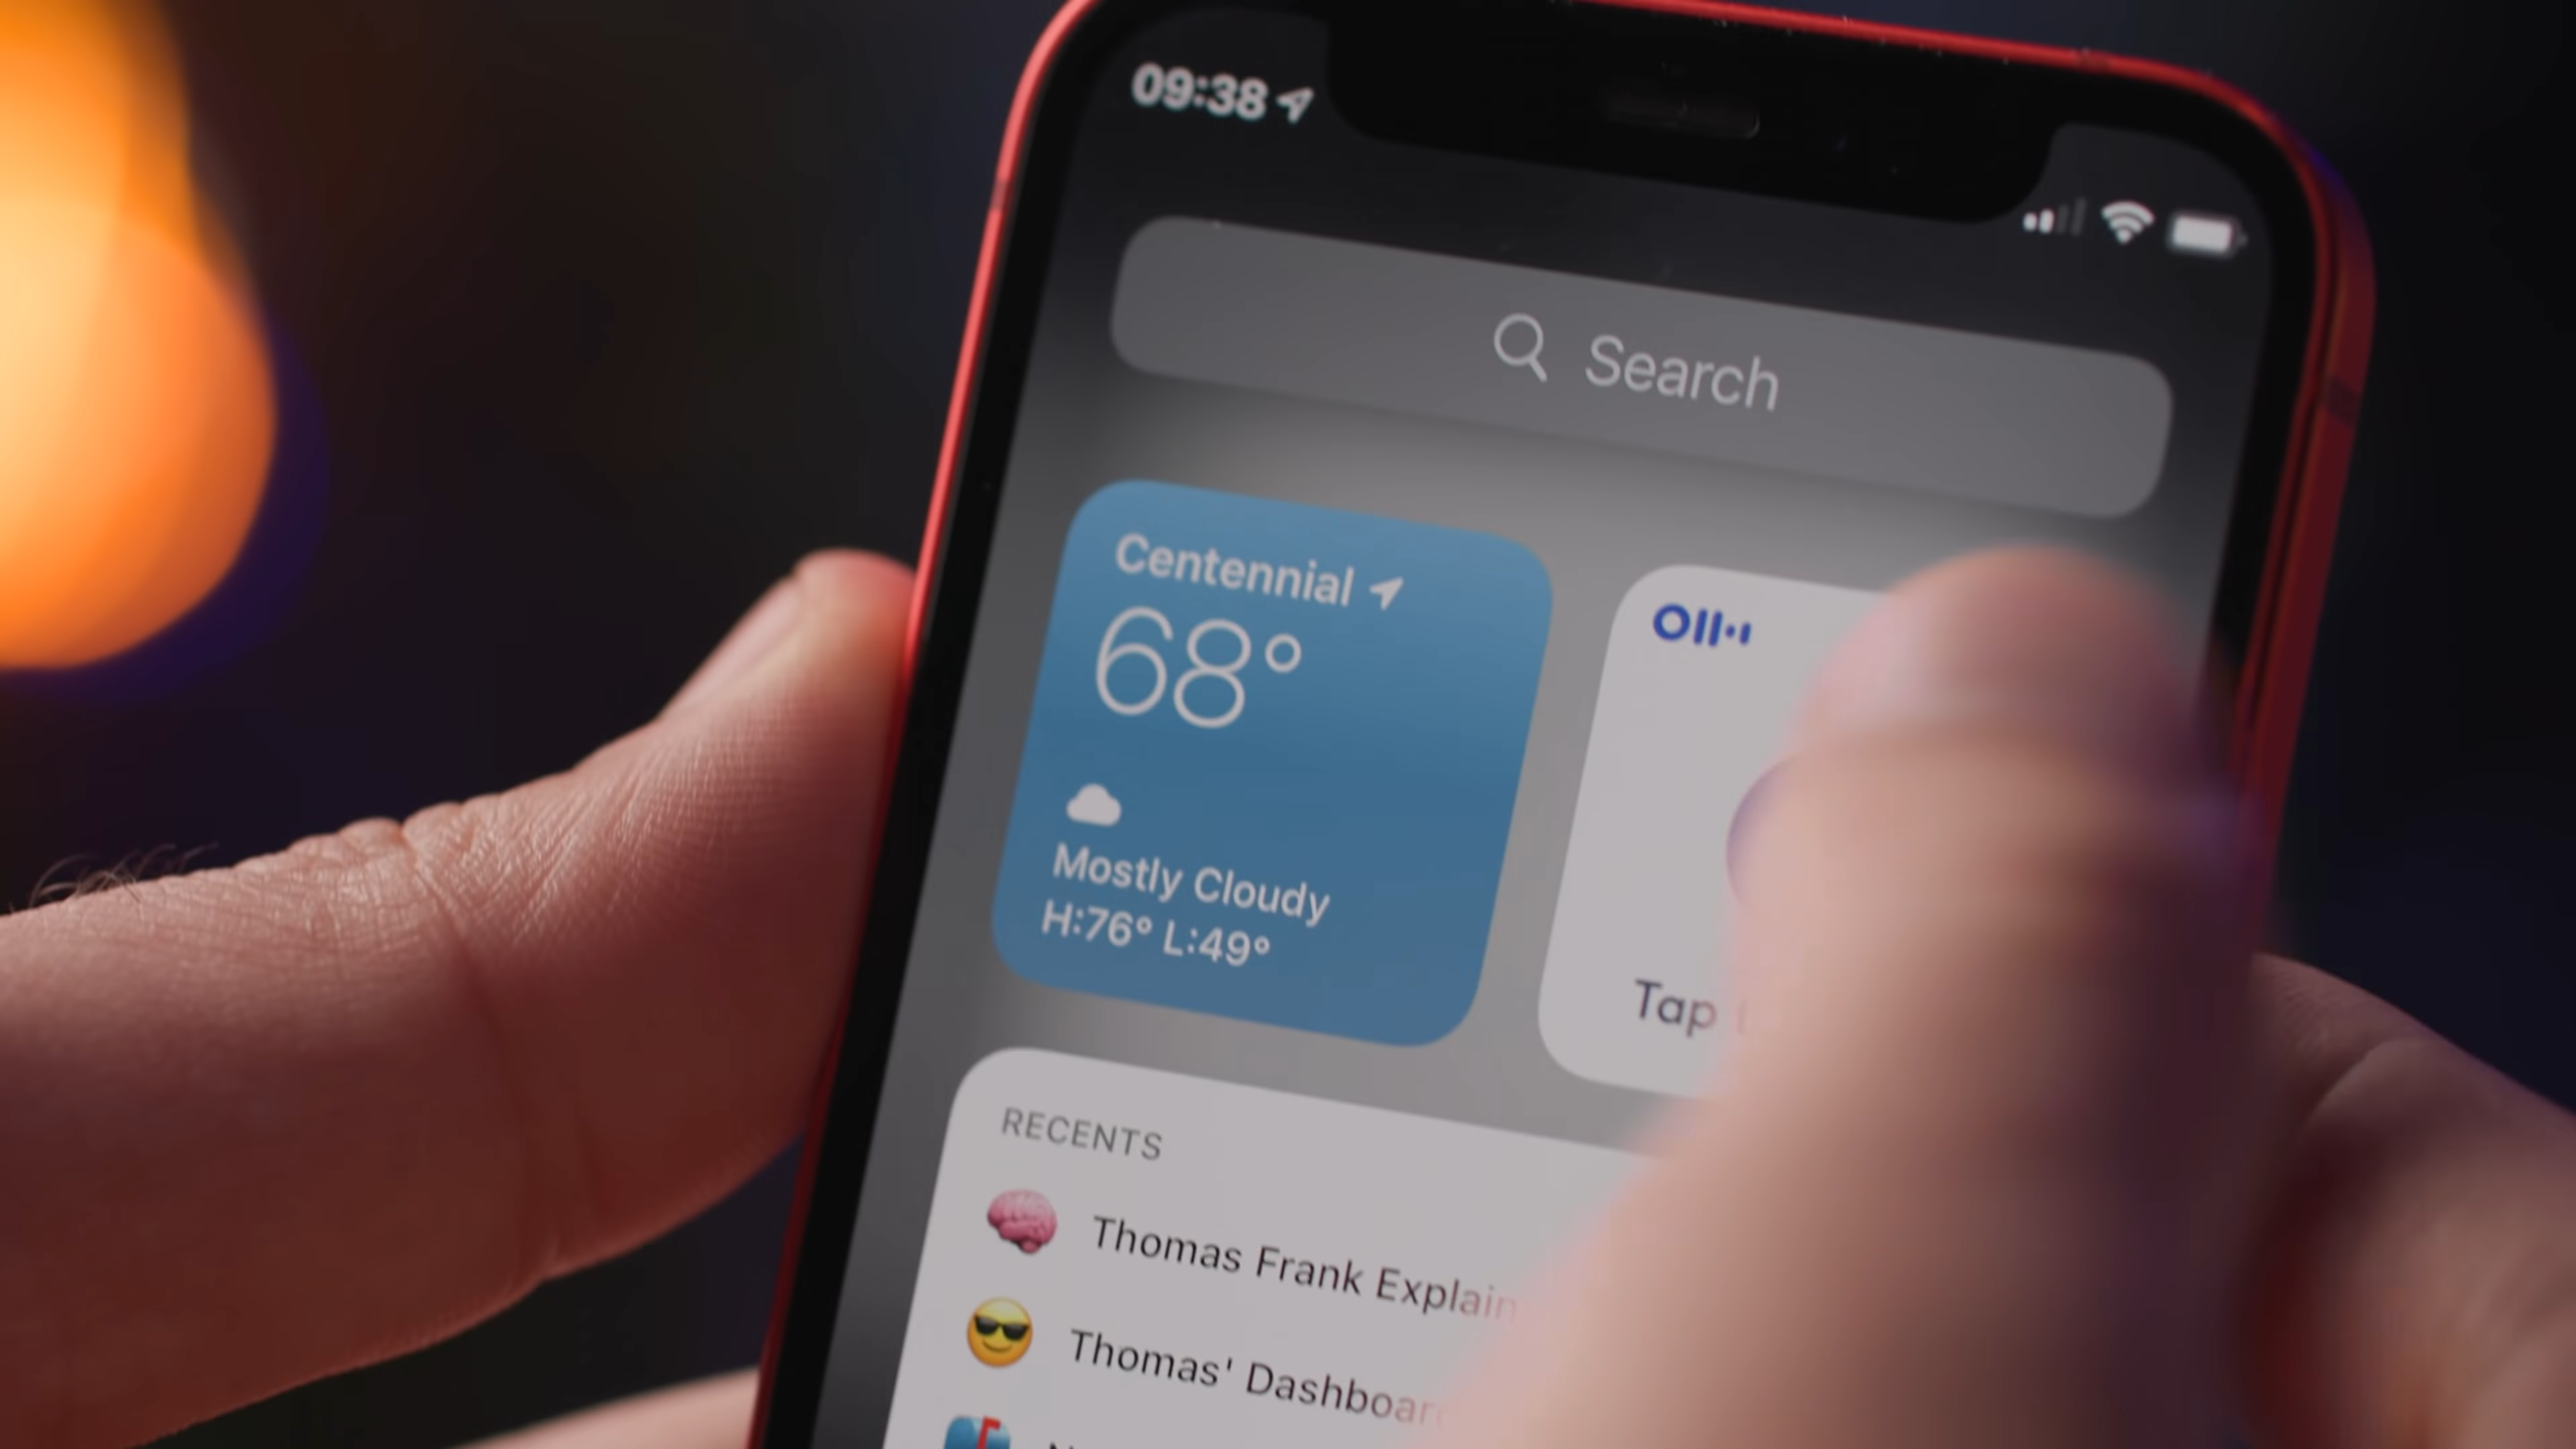 09:38
Search
Centennial
68°
Mostly Cloudy
H:76° L:49°
Tap
RECENTS
Thomas Frank Explain
Thomas' Dashboar